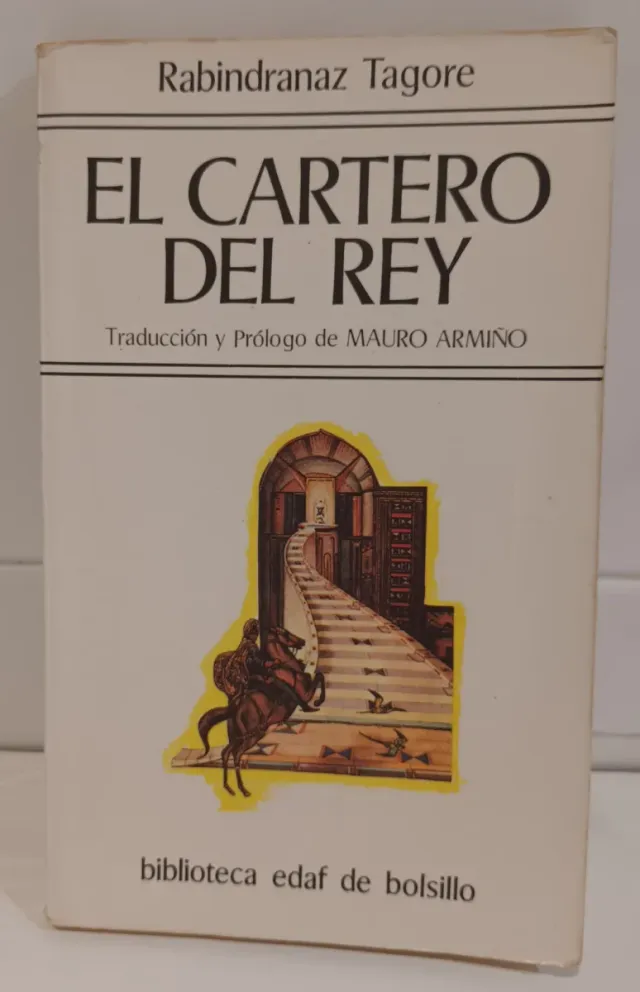 Rabindranaz Tagore
EL CARTERO
DEL REY
Traducción y Prólogo de MAURO ARMIÑO
biblioteca edaf de bolsillo